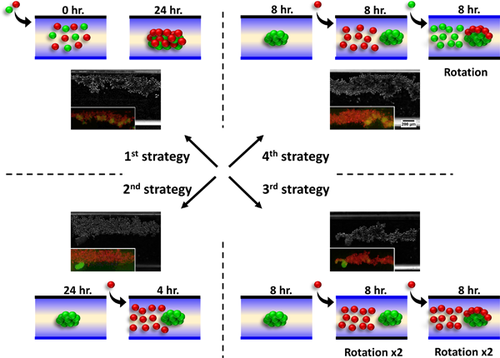 0 hr.
24 hr.
8 hr.
8 hr.
8 hr.
Rotation
200 µm
1st strategy
4th strategy
2nd strategy
3rd strategy
24 hr.
4 hr.
8 hr.
8 hr.
8 hr.
Rotation x2
Rotation x2